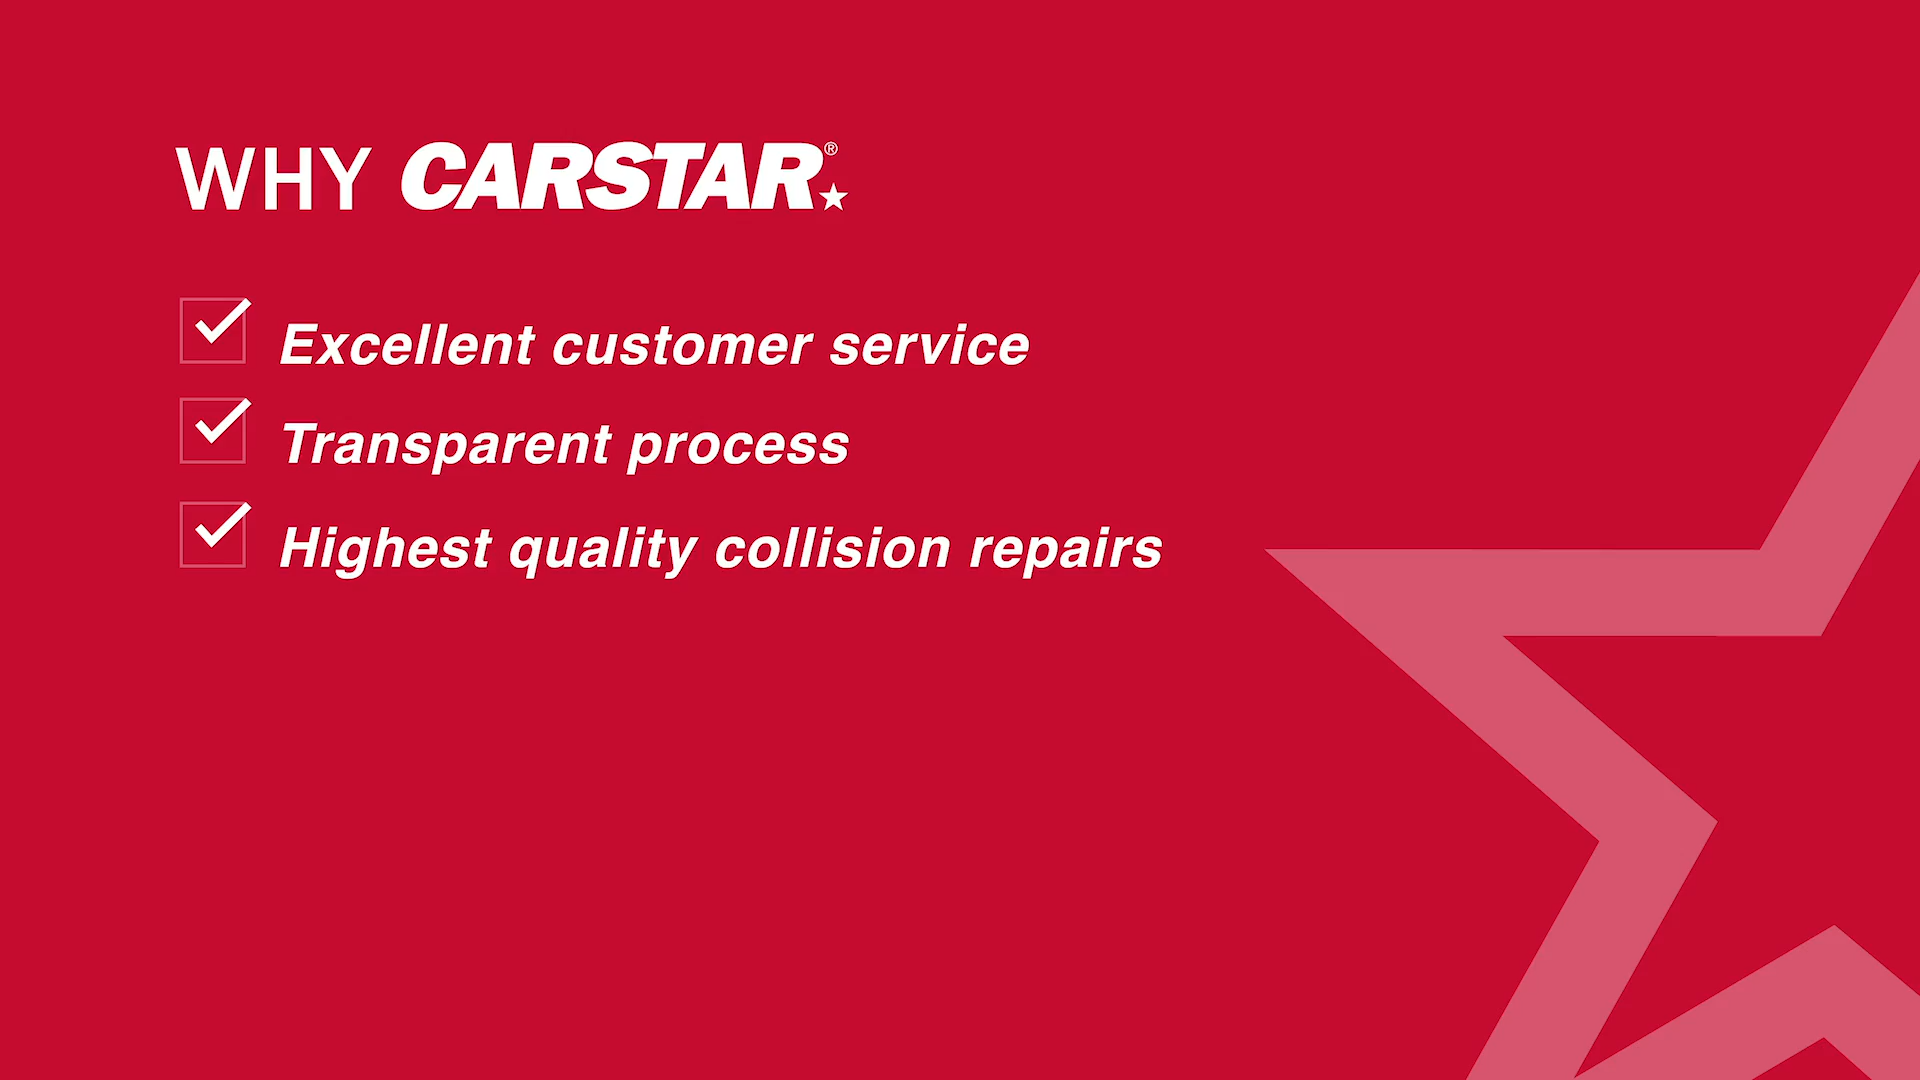 WHY CARSTAR®
Excellent customer service
Transparent process
Highest quality collision repairs